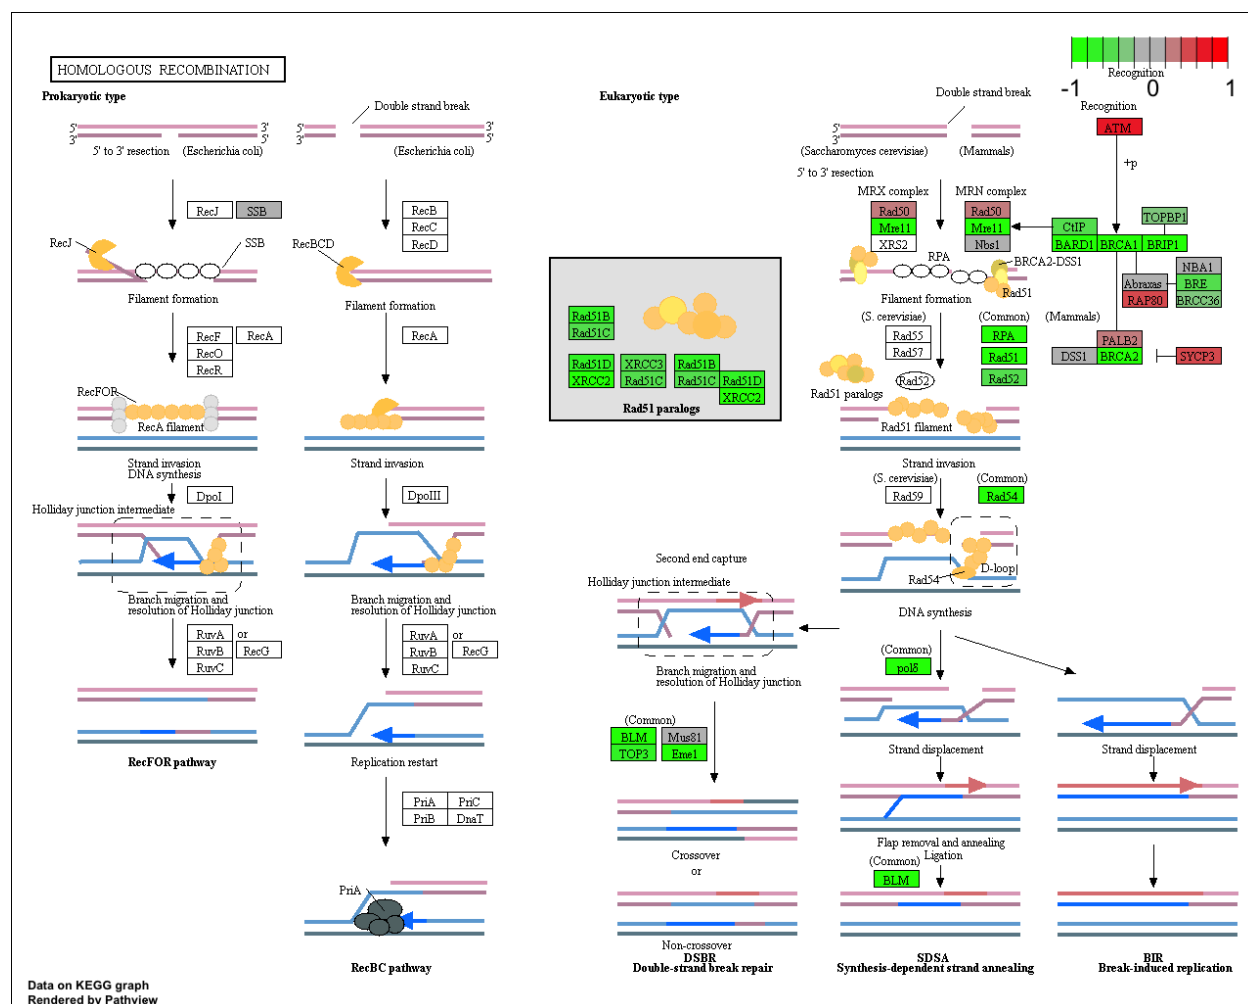 HOMOLOGOUS RECOMBINATION
Prokaryotic type
5'
3'
3'
5'
5' to 3' resection
(Escherichia coli)
RecJ
SSB
RecJ
SSB
Filament formation
RecF
RecA
RecO
RecR
RecFOR
RecA filament
Strand invasion
DNA synthesis
DpoI
Holliday junction intermediate
Branch migration and
resolution of Holliday junction
RuvA
or
RuvB
RecG
RuvC
RecFOR pathway
Double strand break
5'
3'
3'
5'
(Escherichia coli)
RecB
RecC
RecD
RecBCD
Filament formation
RecA
Strand invasion
DpoIII
Branch migration and
resolution of Holliday junction
RuvA
or
RuvB
RecG
RuvC
Replication restart
PriA
PriC
PriB
DnaT
PriA
RecBC pathway
Eukaryotic type
Double strand break
(Saccharomyces cerevisiae)
(Mammals)
5' to 3' resection
MRX complex
MRN complex
Rad50
Rad50
Mre11
Mre11
XRS2
Nbs1
RPA
BRCA2-DSS1
Rad51
Filament formation
(S. cerevisiae)
(Common)
Rad55
RPA
Rad57
Rad51
Rad52
Rad52
Rad51 paralogs
Rad51 filament
Strand invasion
(S. cerevisiae)
(Common)
Rad59
Rad54
D-loop
Rad54
DNA synthesis
Rad51B
Rad51C
Rad51D
XRCC3
Rad51B
XRCC2
Rad51C
Rad51C
Rad51D
XRCC2
Rad51 paralogs
Recognition
-1
0
1
Recognition
ATM
+p
TOPBP1
CtIP
BARD1
BRCA1
BRIP1
NBA1
Abraxas
BRE
RAP80
BRCC36
(Mammals)
PALB2
DSS1
BRCA2
SYCP3
Second end capture
Holliday junction intermediate
Branch migration and
resolution of Holliday junction
(Common)
BLM
Mus81
TOP3
Eme1
Crossover
or
Non-crossover
DSBR
Double-strand break repair
(Common)
polδ
Strand displacement
Flap removal and annealing
Ligation
(Common)
BLM
SDSA
Synthesis-dependent strand annealing
Strand displacement
BIR
Break-induced replication
Data on KEGG graph
Rendered by Pathview